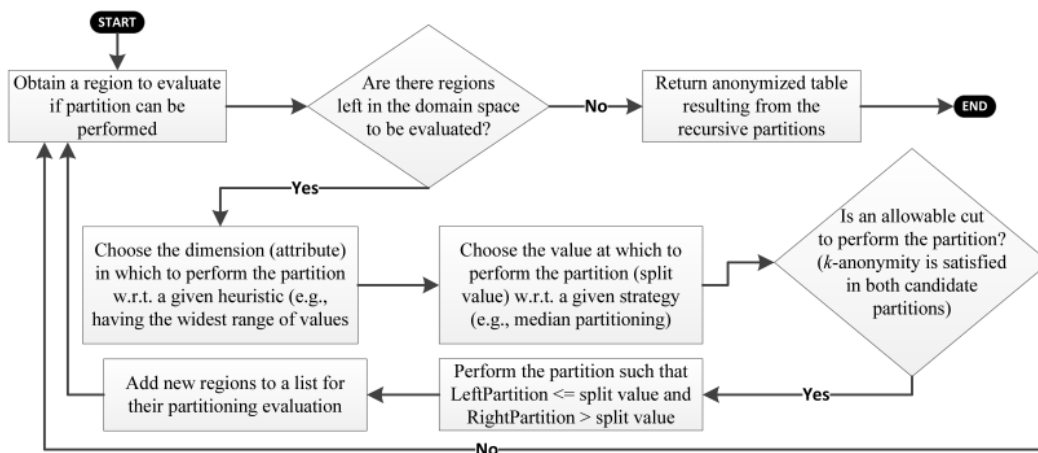 START
Obtain a region to evaluate
if partition can be
performed
Are there regions
left in the domain space
to be evaluated?
No
Return anonymized table
resulting from the
recursive partitions
END
Yes
Choose the dimension (attribute)
in which to perform the partition
w.r.t. a given heuristic (e.g.,
having the widest range of values
Choose the value at which to
perform the partition (split
value) w.r.t. a given strategy
(e.g., median partitioning)
Is an allowable cut
to perform the partition?
(k-anonymity is satisfied
in both candidate
partitions)
Yes
Perform the partition such that
LeftPartition <= split value and
RightPartition > split value
Add new regions to a list for
their partitioning evaluation
No